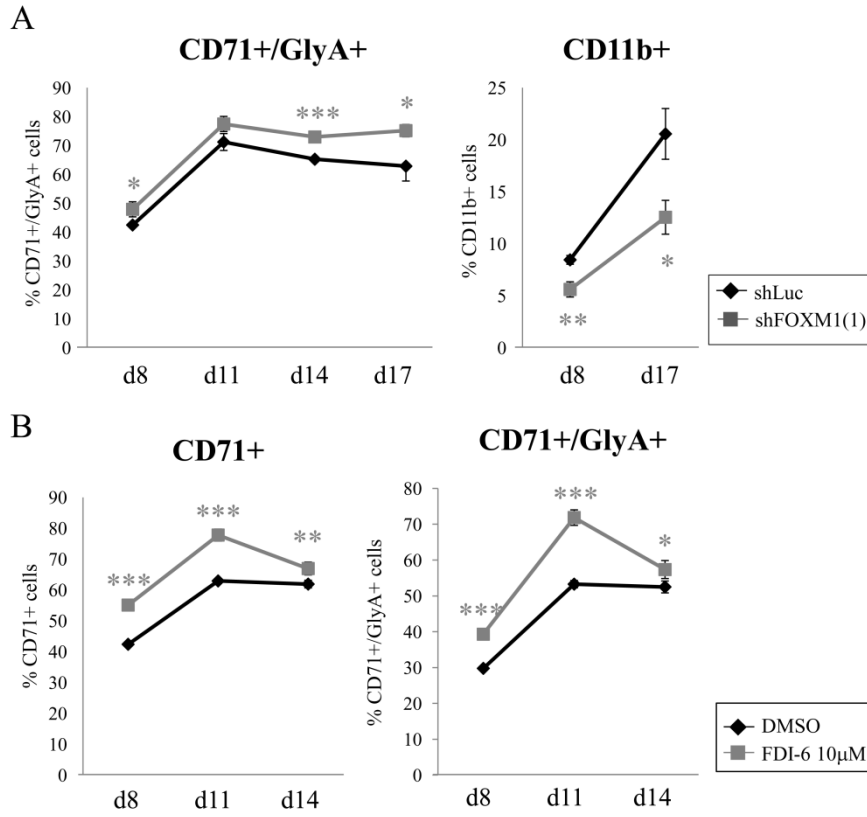 A
CD71+/GlyA+
CD11b+
% CD71+/GlyA+ cells
90
80
70
60
50
40
30
20
10
0
*
***
*
d8
d11
d14
d17
% CD11b+ cells
25
20
15
10
5
0
**
*
d8
d17
shLuc
shFOXM1(1)
B
CD71+
CD71+/GlyA+
% CD71+ cells
90
80
70
60
50
40
30
20
10
0
***
***
**
d8
d11
d14
% CD71+/GlyA+ cells
80
70
60
50
40
30
20
10
0
***
***
*
d8
d11
d14
DMSO
FDI-6 10µM